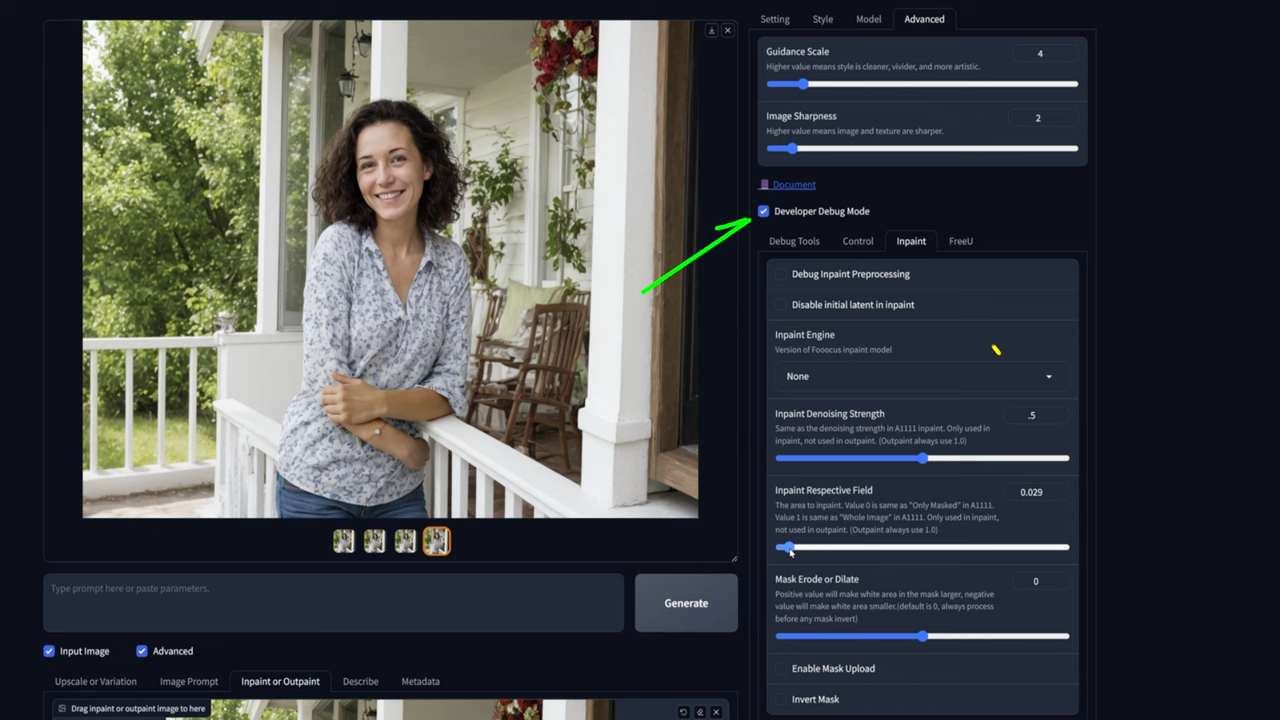 Setting Style Model Advanced
Guidance Scale
4
Higher value means style is cleaner, vivider, and more artistic.
Image Sharpness
2
Higher value means image and texture are sharper.
Document
Developer Debug Mode
Debug Tools Control Inpaint FreeU
Debug Inpaint Preprocessing
Disable initial latent in inpaint
Inpaint Engine
Version of Fooocus inpaint model
None
Inpaint Denoising Strength
.5
Same as the denoising strength in A1111 inpaint. Only used in
inpaint, not used in outpaint. (Outpaint always use 1.0)
Inpaint Respective Field
0.029
The area to inpaint. Value 0 is same as "Only Masked" in A1111.
Value 1 is same as "Whole Image" in A1111. Only used in inpaint,
not used in outpaint. (Outpaint always use 1.0)
Mask Erode or Dilate
0
Positive value will make white area in the mask larger, negative
value will make white area smaller.(default is 0, always process
before any mask invert)
Enable Mask Upload
Invert Mask
Type prompt here or paste parameters.
Generate
Input Image Advanced
Upscale or Variation Image Prompt Inpaint or Outpaint Describe Metadata
Drag inpaint or outpaint image to here